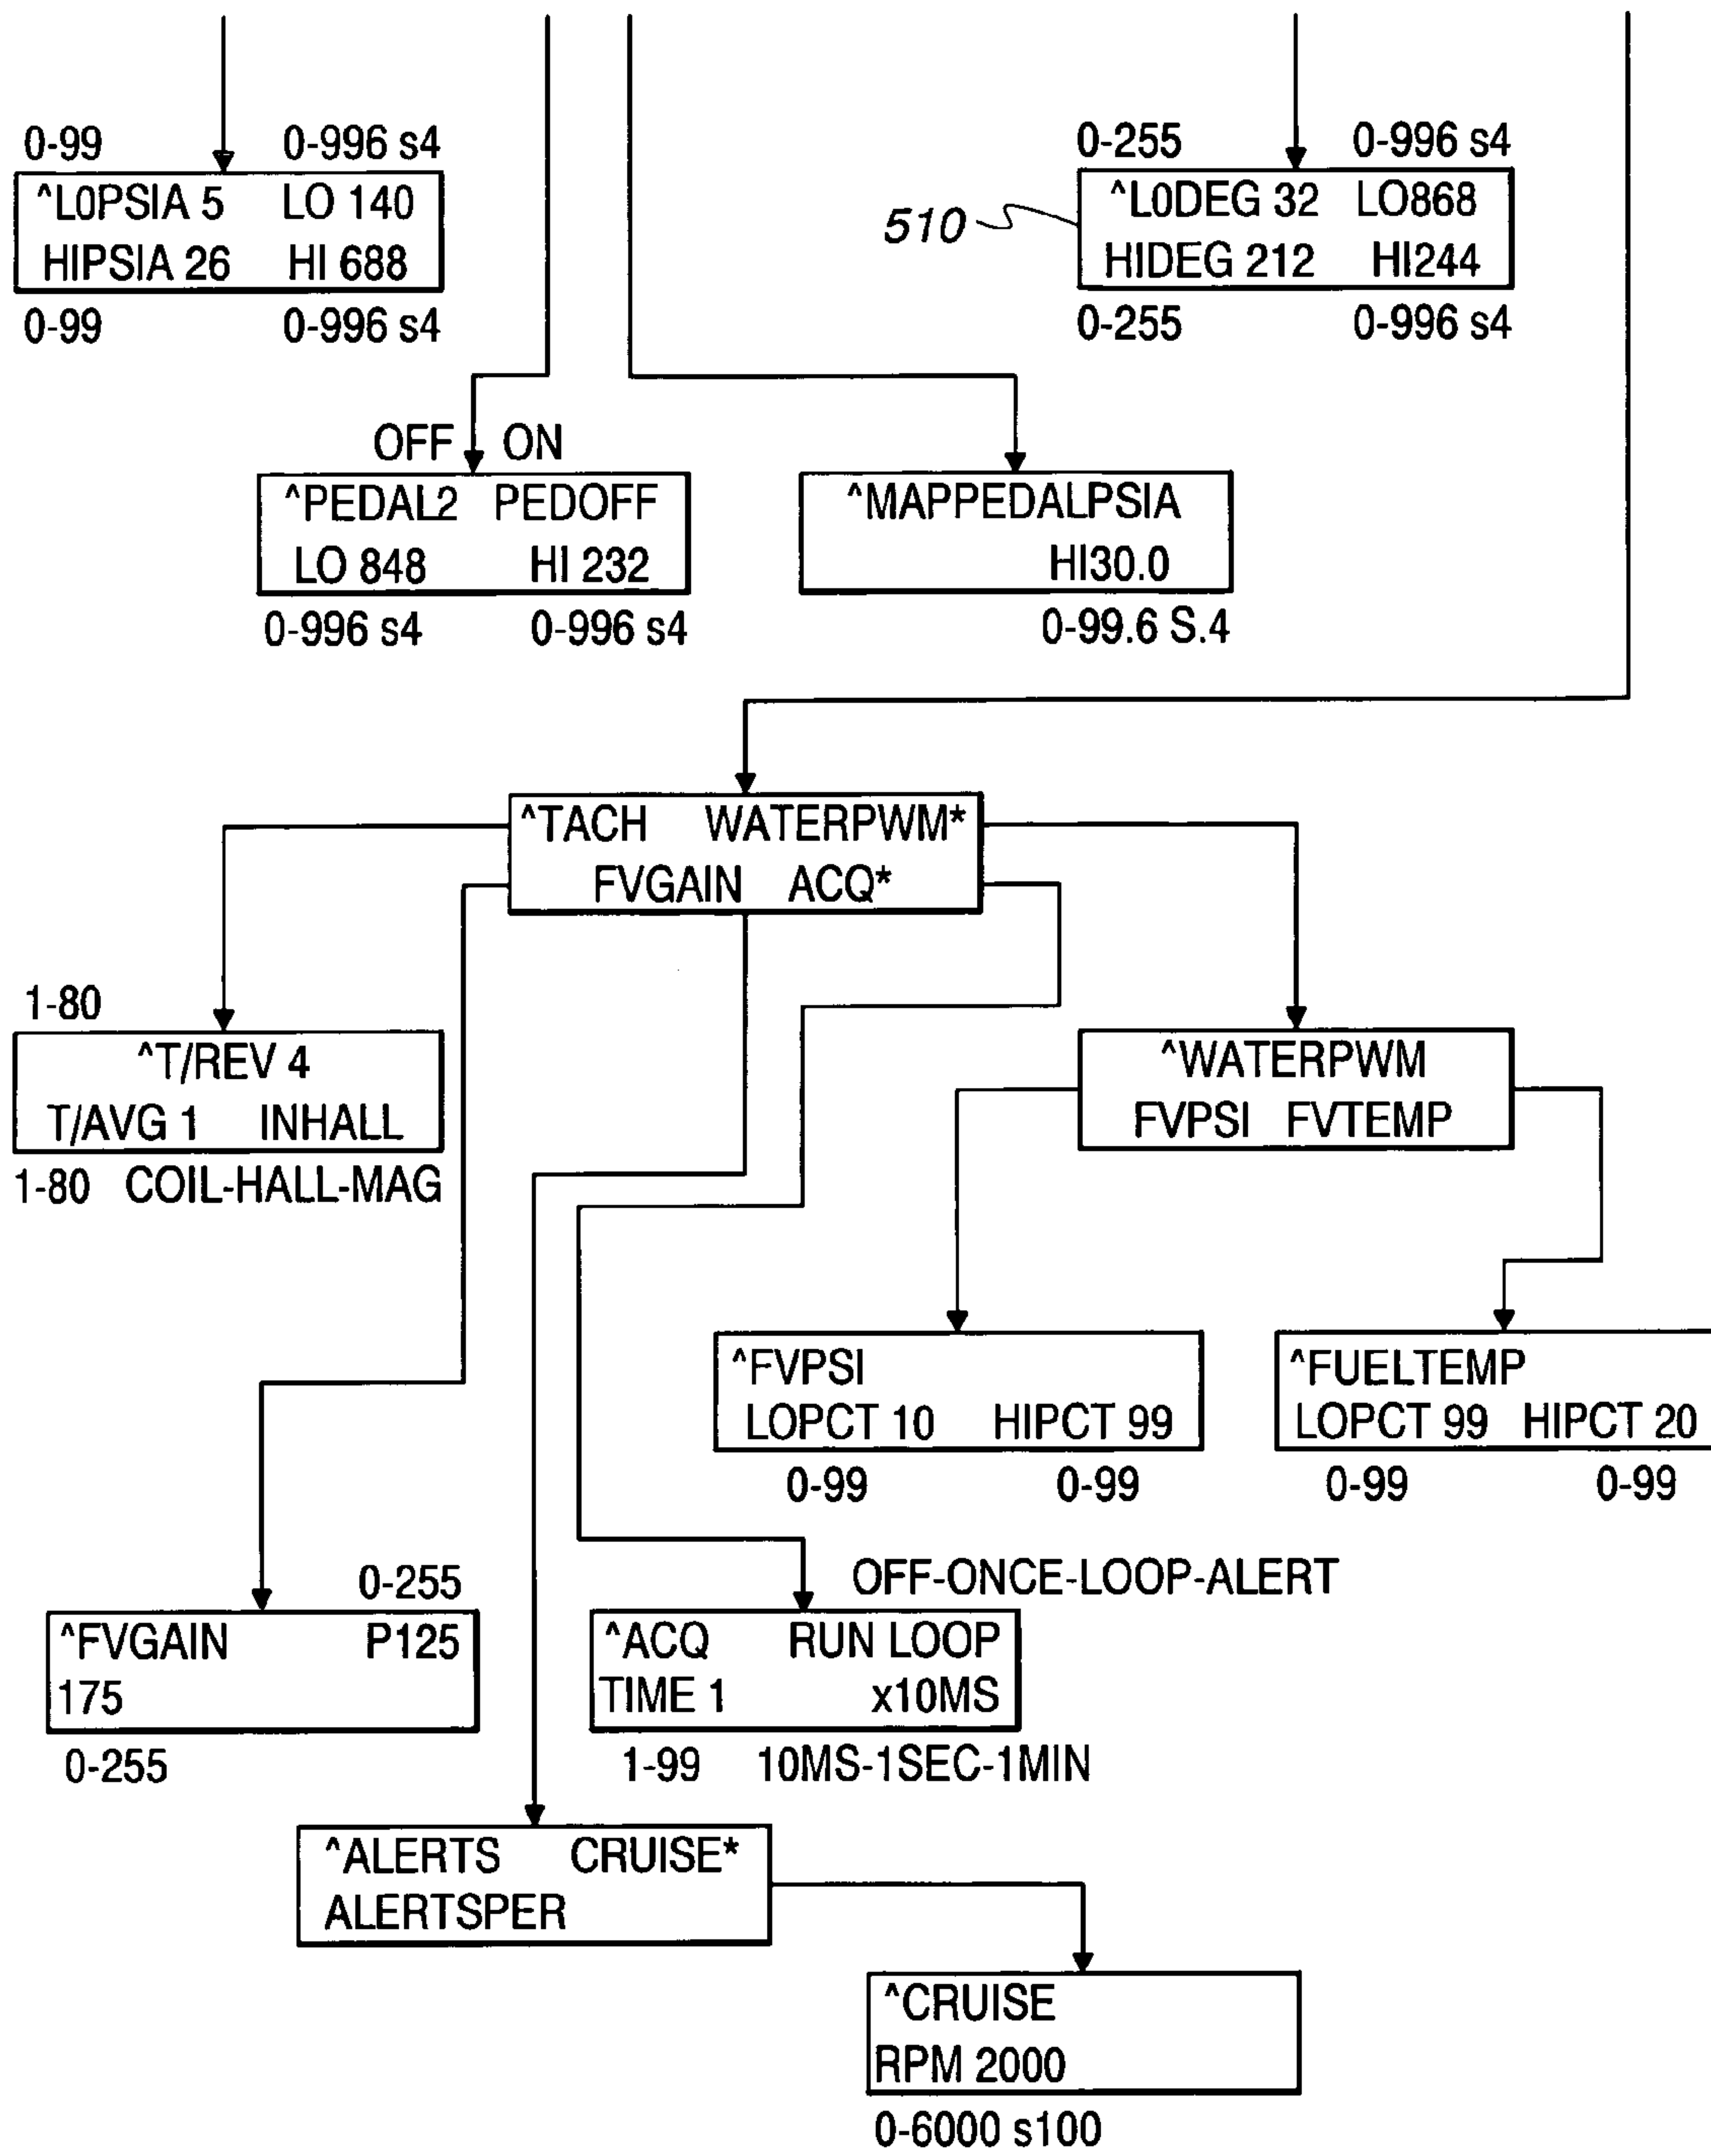 0-99 0-996 s4
^L0PSIA 5 LO 140
HIPSIA 26 HI 688
0-99 0-996 s4
510
0-255 0-996 s4
^L0DEG 32 LO868
HIDEG 212 HI244
0-255 0-996 s4
OFF ON
^PEDAL2 PEDOFF
LO 848 HI 232
0-996 s4 0-996 s4
^MAPPEDALPSIA
HI30.0
0-99.6 S.4
^TACH WATERPWM*
FVGAIN ACQ*
1-80
^T/REV 4
T/AVG 1 INHALL
1-80 COIL-HALL-MAG
^WATERPWM
FVPSI FVTEMP
^FVPSI
LOPCT 10 HIPCT 99
0-99 0-99
^FUELTEMP
LOPCT 99 HIPCT 20
0-99 0-99
0-255
^FVGAIN P125
175
0-255
OFF-ONCE-LOOP-ALERT
^ACQ RUN LOOP
TIME 1 x10MS
1-99 10MS-1SEC-1MIN
^ALERTS CRUISE*
ALERTSPER
^CRUISE
RPM 2000
0-6000 s100